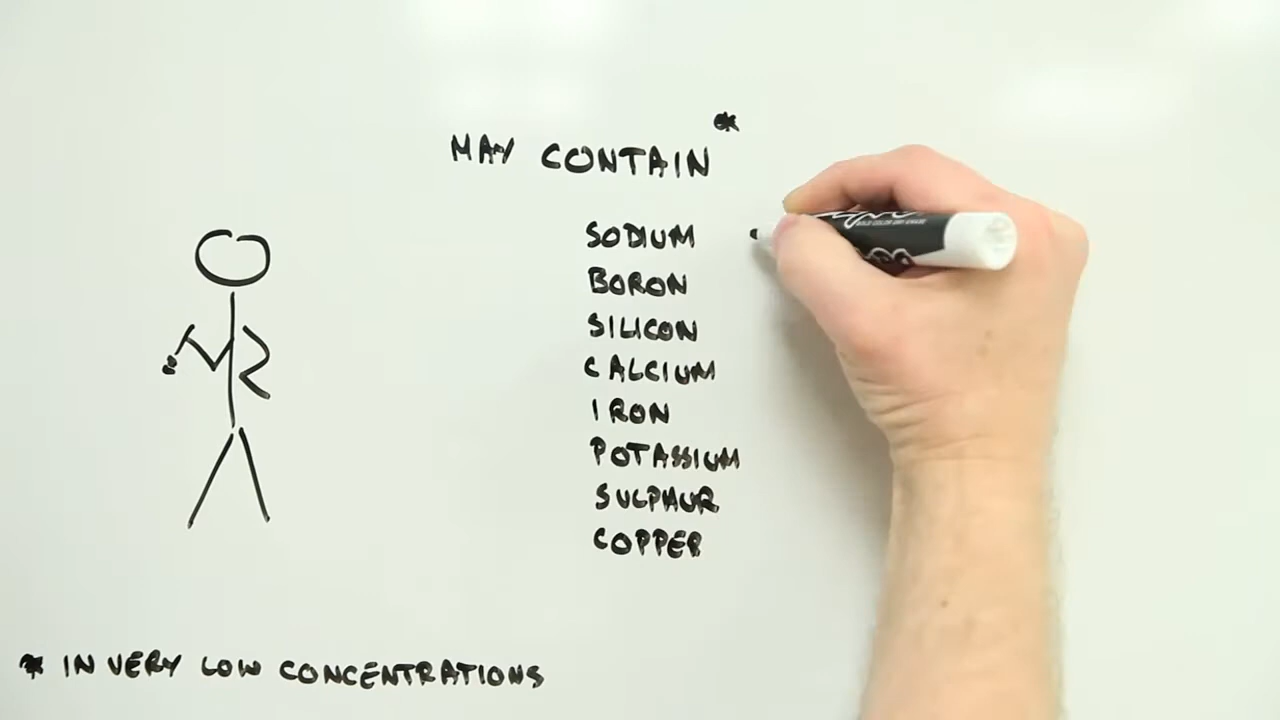 MAY CONTAIN*
SODIUM
BORON
SILICON
CALCIUM
IRON
POTASSIUM
SULPHUR
COPPER
* IN VERY LOW CONCENTRATIONS